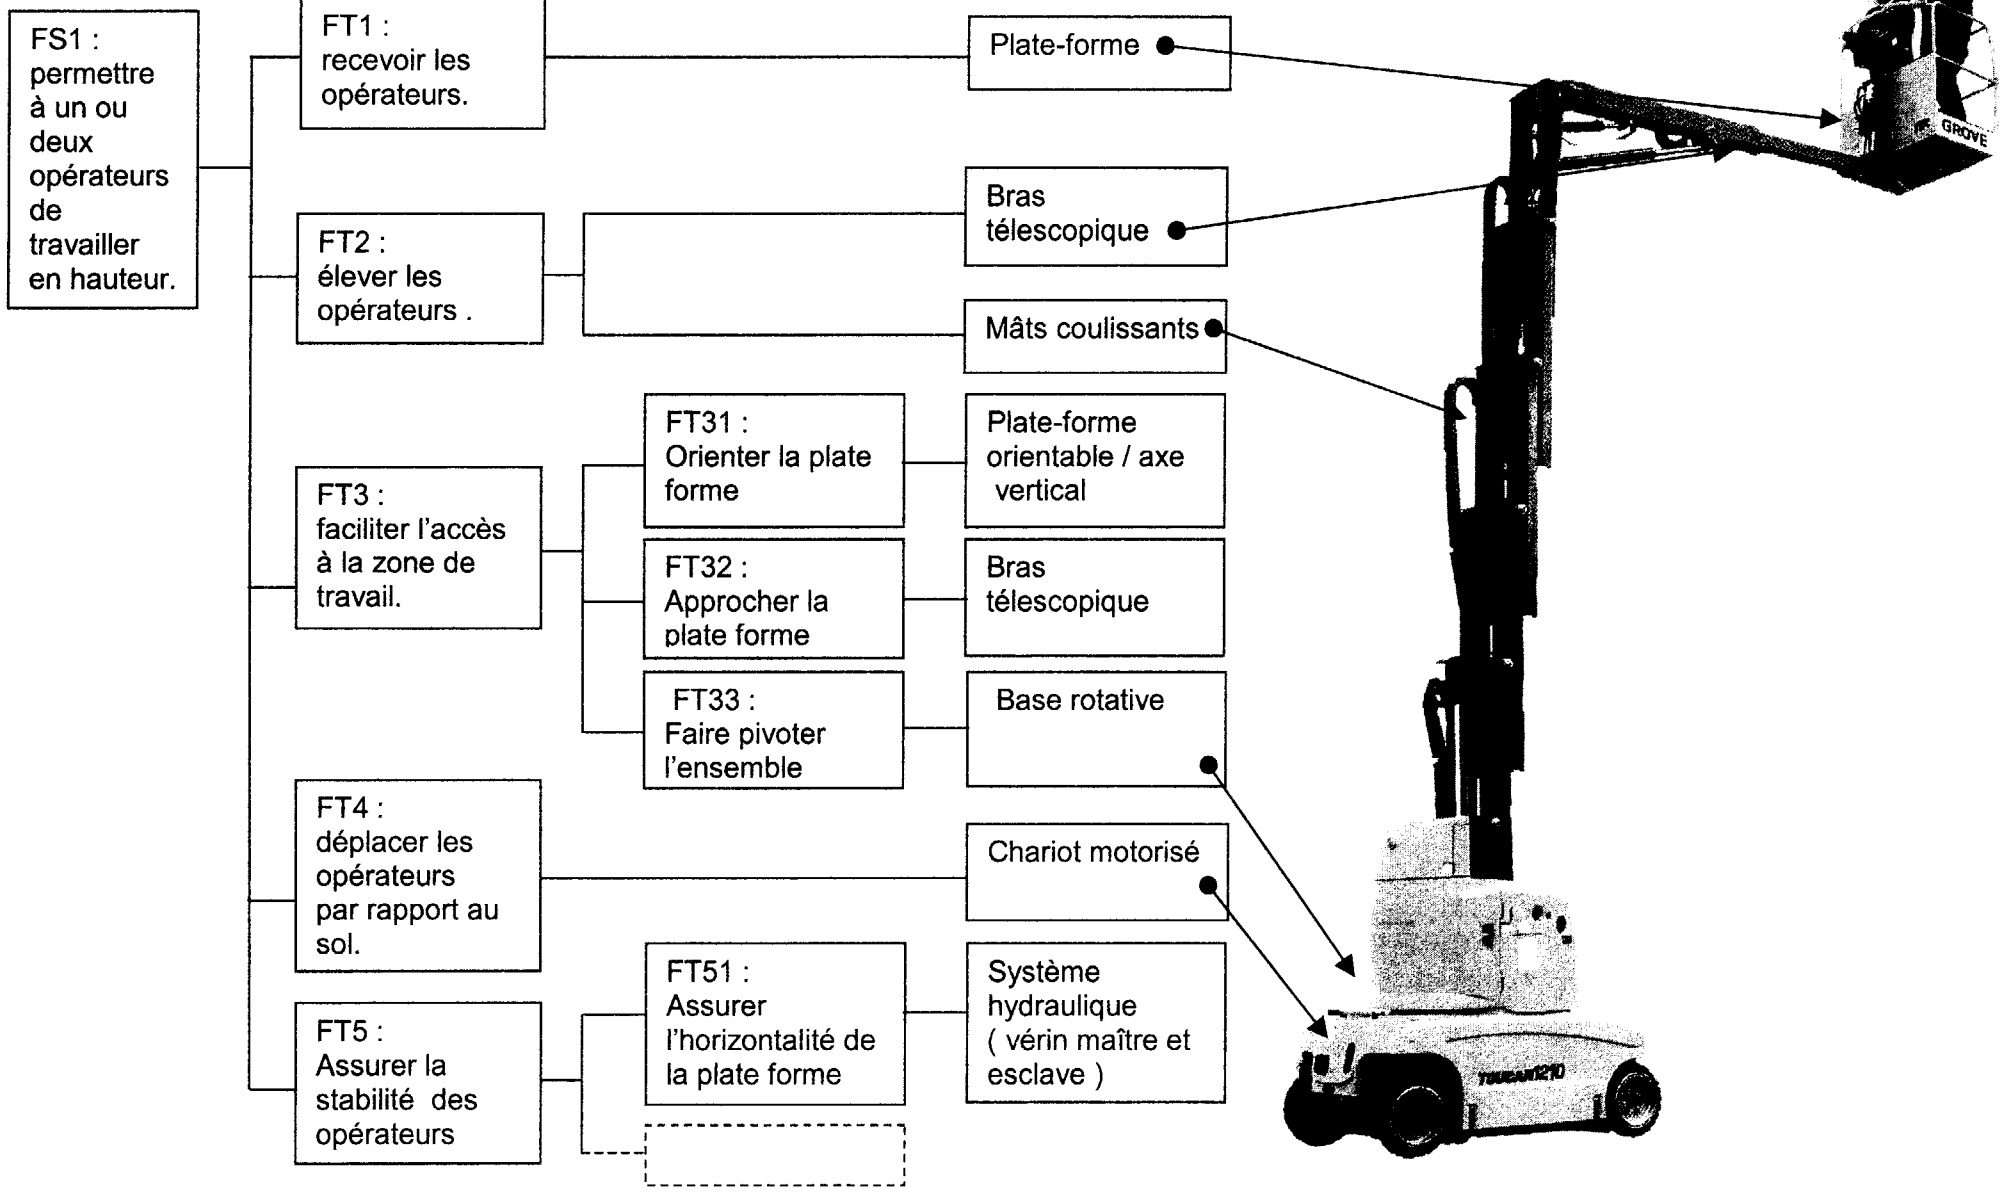 FS1 :
permettre
à un ou
deux
opérateurs
de
travailler
en hauteur.
FT1 :
recevoir les
opérateurs.
Plate-forme
FT2 :
élever les
opérateurs .
Bras
télescopique
Mâts coulissants
FT3 :
faciliter l'accès
à la zone de
travail.
FT31 :
Orienter la plate
forme
Plate-forme
orientable / axe
vertical
FT32 :
Approcher la
plate forme
Bras
télescopique
FT33 :
Faire pivoter
l'ensemble
Base rotative
FT4 :
déplacer les
opérateurs
par rapport au
sol.
Chariot motorisé
FT5 :
Assurer la
stabilité des
opérateurs
FT51 :
Assurer
l'horizontalité de
la plate forme
Système
hydraulique
( vérin maître et
esclave )
GROVE
TOUCAN1210